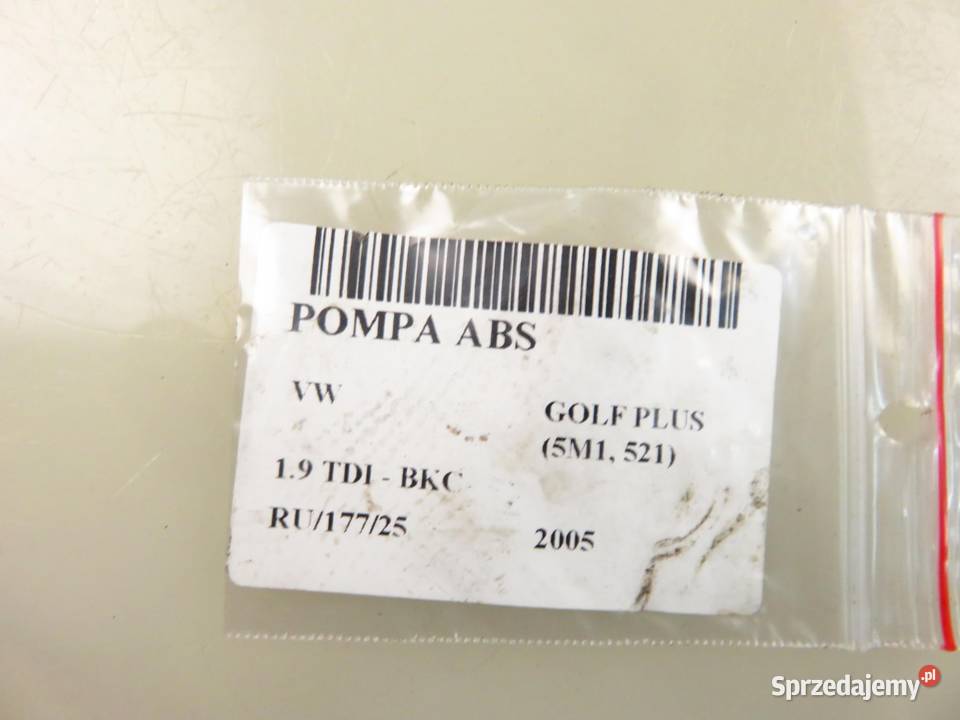 POMPA ABS
VW
GOLF PLUS
(5M1, 521)
1.9 TDI - BKC
RU/177/25
2005
Sprzedajemy.pl